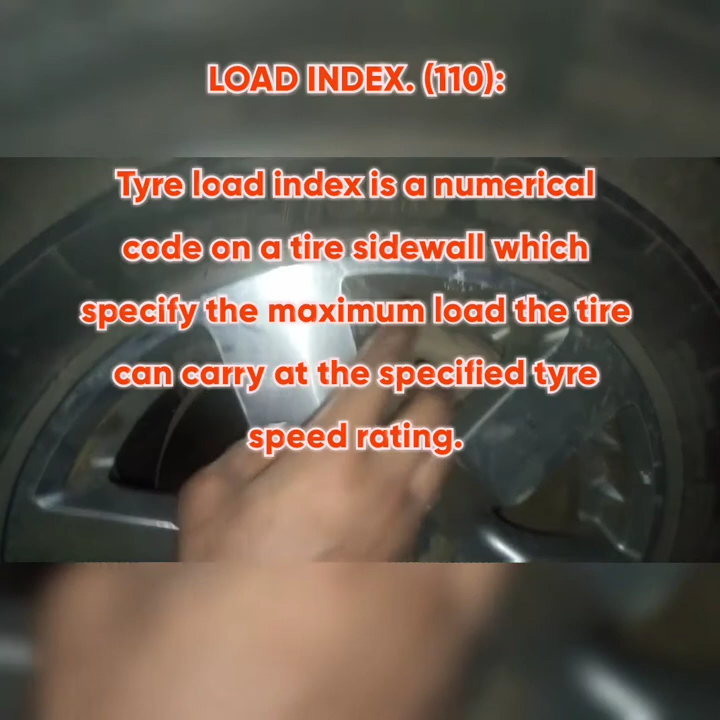 LOAD INDEX. (110):
Tyre load index is a numerical
code on a tire sidewall which
specify the maximum load the tire
can carry at the specified tyre
speed rating.